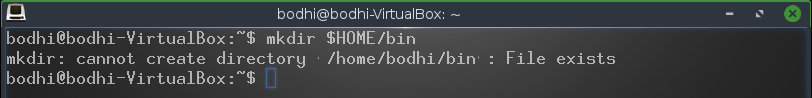 bodhi@bodhi-VirtualBox: ~
bodhi@bodhi-VirtualBox:~$ mkdir $HOME/bin
mkdir: cannot create directory '/home/bodhi/bin': File exists
bodhi@bodhi-VirtualBox:~$